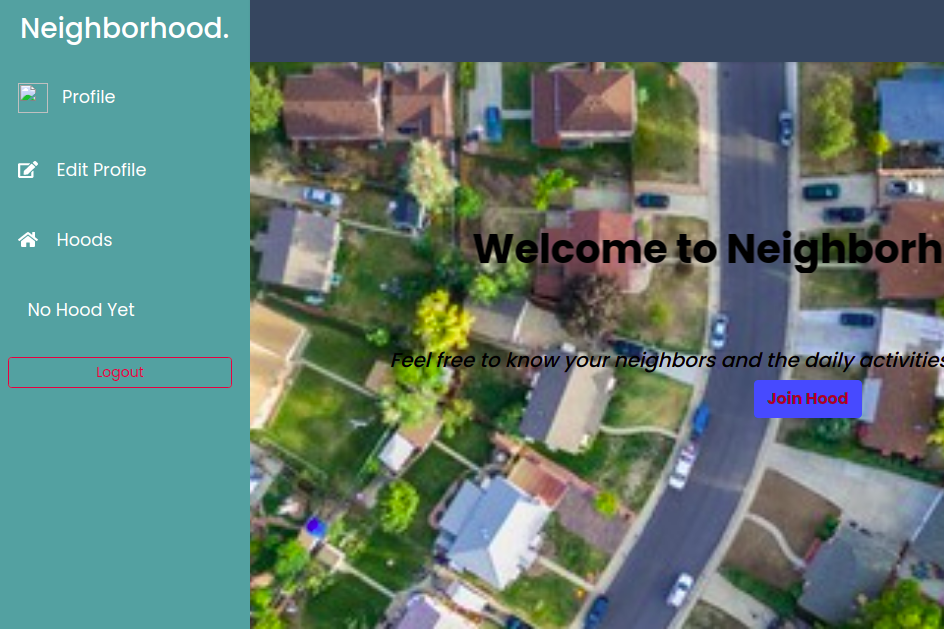 Neighborhood.
Profile
Edit Profile
Hoods
No Hood Yet
Logout
Welcome to Neighborh
Feel free to know your neighbors and the daily activities
Join Hood